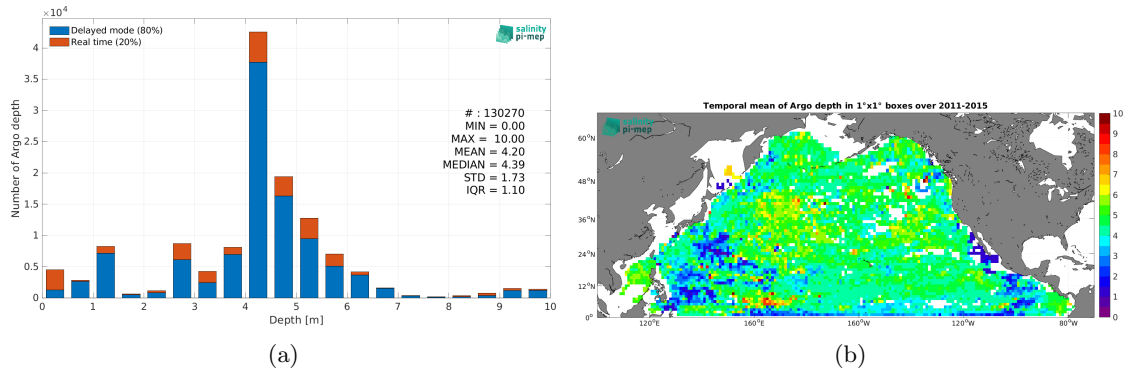 ×10⁴
Delayed mode (80%)
Real time (20%)
salinity
pi-mep
# : 130270
MIN = 0.00
MAX = 10.00
MEAN = 4.20
MEDIAN = 4.39
STD = 1.73
IQR = 1.10
Number of Argo depth
4
3.5
3
2.5
2
1.5
1
0.5
0
0 1 2 3 4 5 6 7 8 9 10
Depth [m]
(a)
Temporal mean of Argo depth in 1°x1° boxes over 2011-2015
salinity
pi-mep
60°N
48°N
36°N
24°N
12°N
0°
120°E 160°E 160°W 120°W 80°W
10
9
8
7
6
5
4
3
2
1
0
(b)